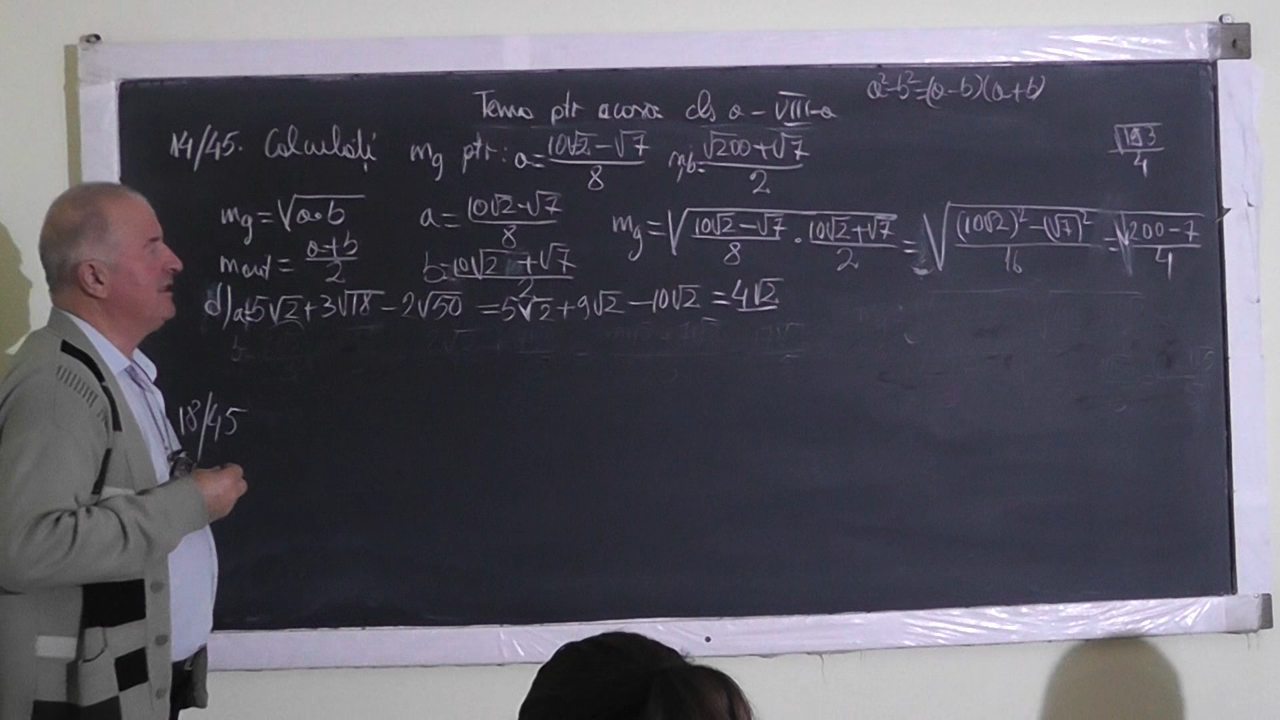 a²-b²=(a-b)(a+b)
Tema ptr acasa cls a-VIII-a
14/45. Calculați mg ptr: a=(10√2-√7)/8 și b=(√200+√7)/2
√193/4
mg=√(a·b) a=(10√2-√7)/8 mg=√((10√2-√7)/8·(10√2+√7)/2)=√(((10√2)²-(√7)²)/16)=√(200-7)/4
mart=(a+b)/2 b=(10√2+√7)/2
d) a=5√2+3√18-2√50=5√2+9√2-10√2=4√2
18/45